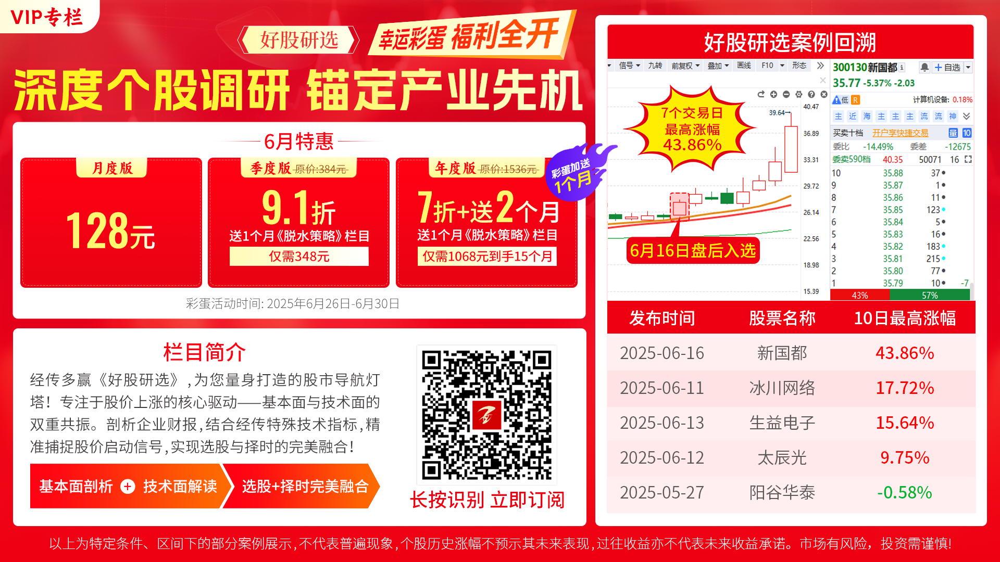 VIP专栏
好股研选
幸运彩蛋 福利全开
深度个股调研 锚定产业先机
6月特惠
月度版
128元
季度版 原价:384元
9.1折
送1个月《脱水策略》栏目
仅需348元
年度版 原价:1536元
7折+送2个月
送1个月《脱水策略》栏目
仅需1068元到手15个月
彩蛋加送
1个月
彩蛋活动时间: 2025年6月26日-6月30日
栏目简介
经传多赢《好股研选》,为您量身打造的股市导航灯
塔！专注于股价上涨的核心驱动——基本面与技术面的
双重共振。剖析企业财报,结合经传特殊技术指标,精
准捕捉股价启动信号,实现选股与择时的完美融合!
基本面剖析 + 技术面解读
选股+择时完美融合
长按识别 立即订阅
好股研选案例回溯
信号 九转 前复权 叠加 画线 F10 形态
300130新国都
+自选
35.77 -5.37% -2.03
低 R 计算机设备: 0.18%
主 近 海 主 主 主 流 流 神
买卖十档 开户享快捷交易 量 10
委比 -14.49% 委差 -12675
委卖590档 40.35 50071 16
10 35.88 37
9 35.87 1
8 35.86 11
7 35.85 123
6 35.84 5
5 35.83 16
4 35.82 183
3 35.81 215
2 35.80 77
1 35.79 10 -7
43% 57%
7个交易日
最高涨幅
43.86%
39.64
40.47
36.89
33.31
29.72
26.14
22.56
18.98
15.39
6月16日盘后入选
发布时间 股票名称 10日最高涨幅
2025-06-16 新国都 43.86%
2025-06-11 冰川网络 17.72%
2025-06-13 生益电子 15.64%
2025-06-12 太辰光 9.75%
2025-05-27 阳谷华泰 -0.58%
以上为特定条件、区间下的部分案例展示,不代表普遍现象,个股历史涨幅不预示其未来表现,过往收益亦不代表未来收益承诺。市场有风险，投资需谨慎!